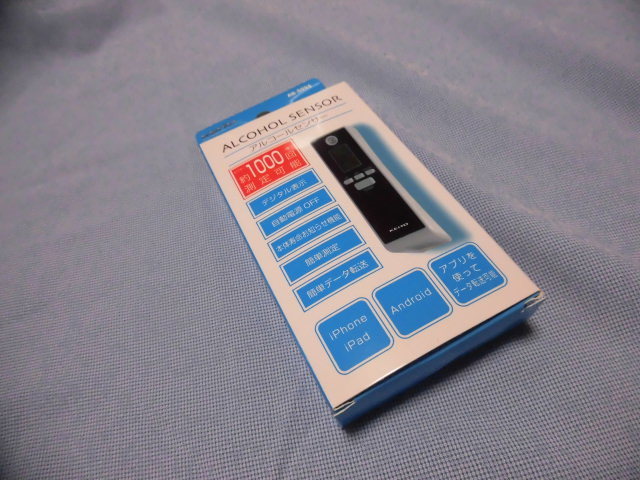 ALCOHOL SENSOR
アルコールセンサー
約1000回
測定可能
デジタル表示
自動電源OFF
本体寿命お知らせ機能
簡単測定
簡単データ転送
KEIYO
iPhone
iPad
Android
アプリを
使って
データ転送可能